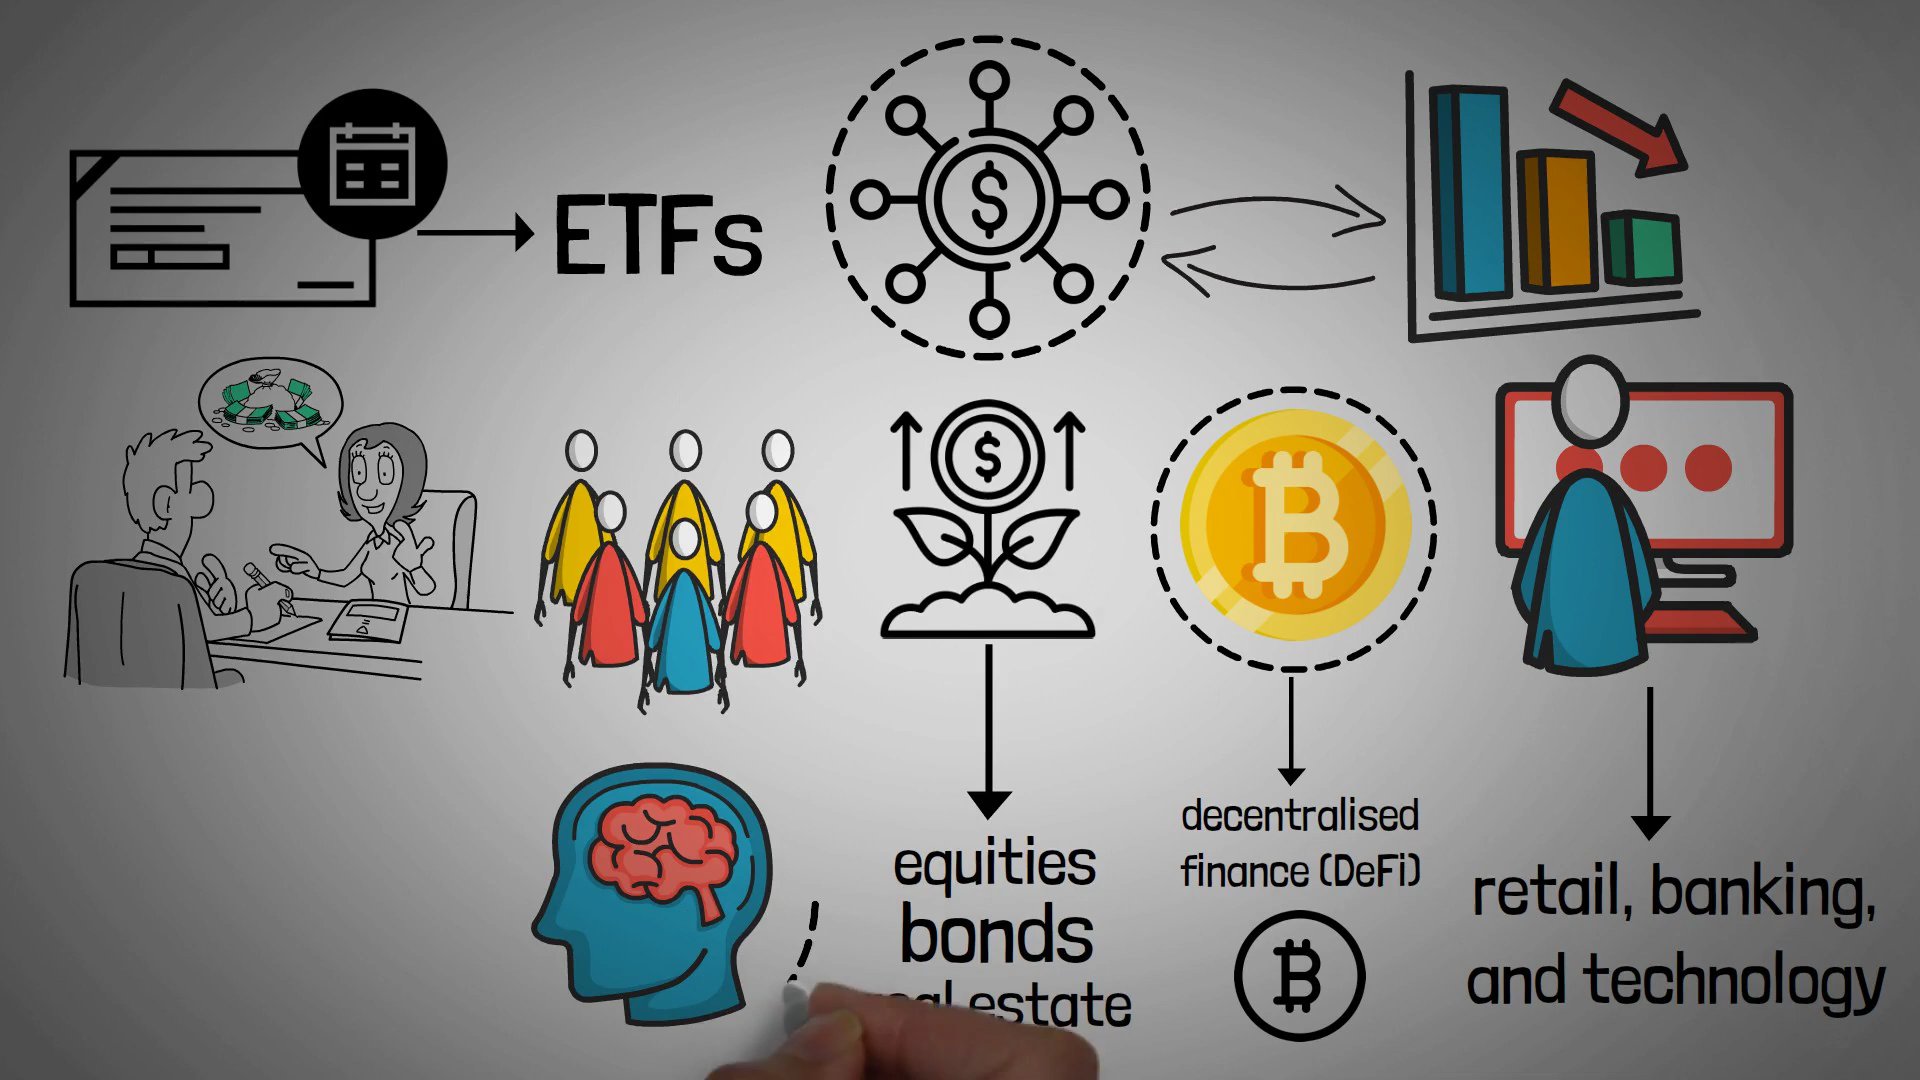 ETFs
$
$
equities
bonds
estate
decentralised
finance (DeFi)
retail, banking,
and technology